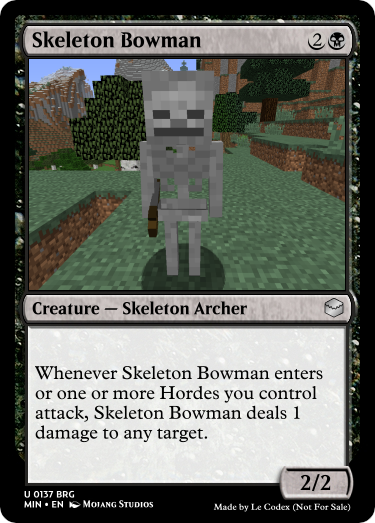 Skeleton Bowman 2
Creature — Skeleton Archer
Whenever Skeleton Bowman enters
or one or more Hordes you control
attack, Skeleton Bowman deals 1
damage to any target.
2/2
U 0137 BRG
MIN • EN Mojang Studios
Made by Le Codex (Not For Sale)